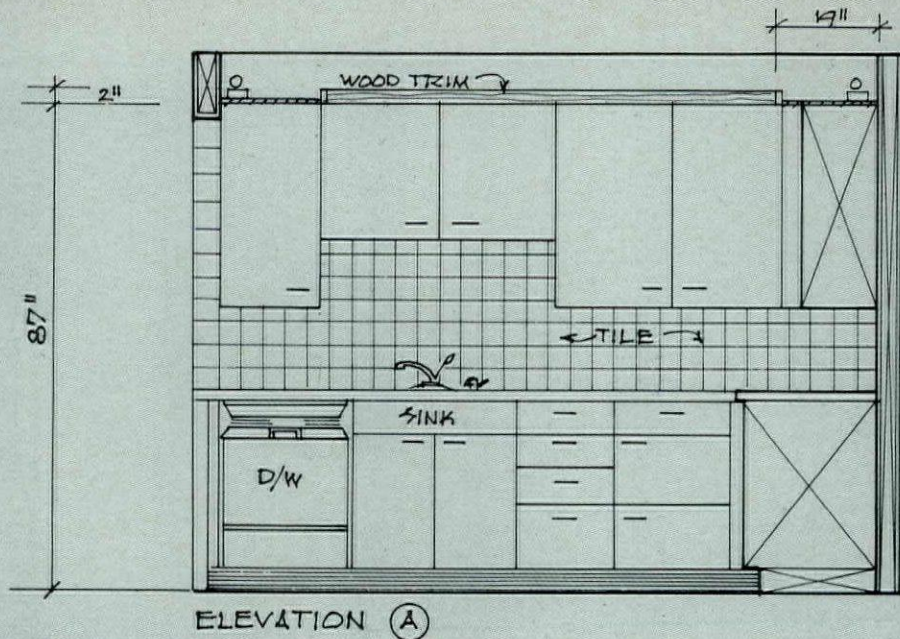 19"
WOOD TRIM
2"
87"
TILE
SINK
D/W
ELEVATION A